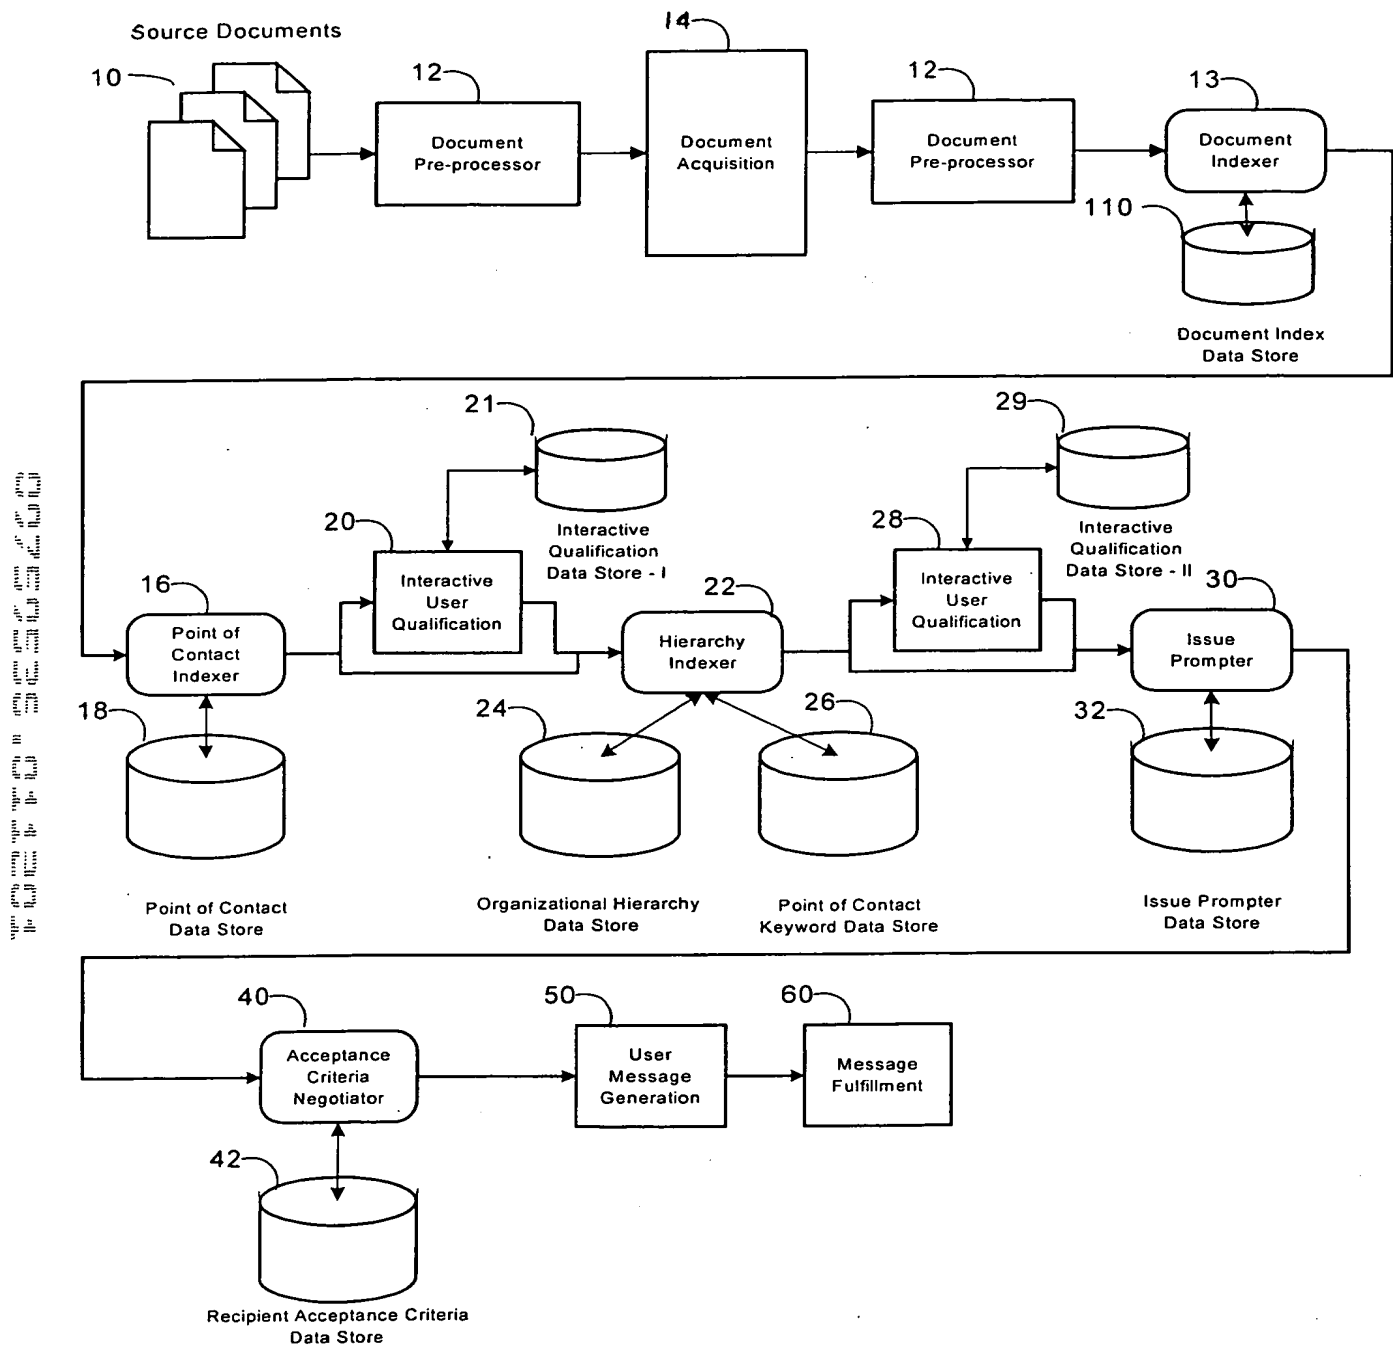 Source Documents
10
12
14
12
13
Document
Pre-processor
Document
Acquisition
Document
Pre-processor
Document
Indexer
110
Document Index
Data Store
21
29
Interactive
Qualification
Data Store - I
Interactive
Qualification
Data Store - II
20
28
16
22
30
Interactive
User
Qualification
Interactive
User
Qualification
Point of
Contact
Indexer
Hierarchy
Indexer
Issue
Prompter
18
24
26
32
Point of Contact
Data Store
Organizational Hierarchy
Data Store
Point of Contact
Keyword Data Store
Issue Prompter
Data Store
40
50
60
Acceptance
Criteria
Negotiator
User
Message
Generation
Message
Fulfillment
42
Recipient Acceptance Criteria
Data Store